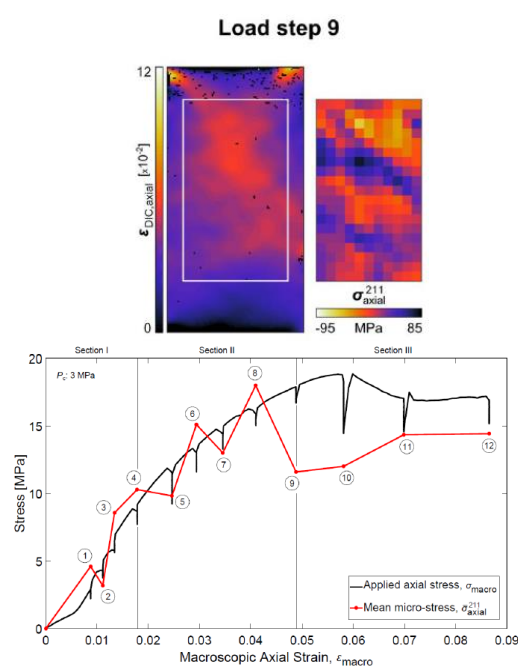 Load step 9
12
0
ε_DIC,axial [x10⁻²]
σ²¹¹_axial
-95 MPa 85
Section I Section II Section III
P_c: 3 MPa
20
15
10
5
0
Stress [MPa]
1
2
3
4
5
6
7
8
9
10
11
12
Applied axial stress, σ_macro
Mean micro-stress, σ²¹¹_axial
0 0.01 0.02 0.03 0.04 0.05 0.06 0.07 0.08 0.09
Macroscopic Axial Strain, ε_macro